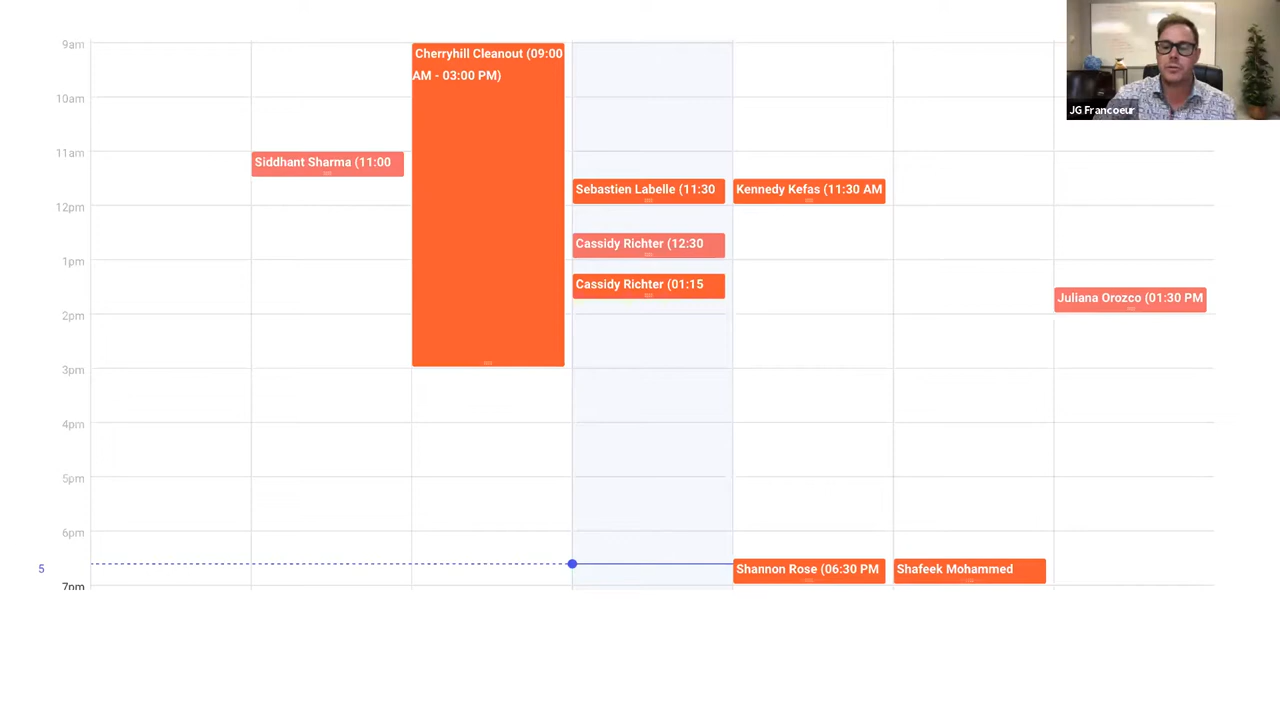 9am
Cherryhill Cleanout (09:00
AM - 03:00 PM)
JG Francoeur
10am
11am
Siddhant Sharma (11:00
Sebastien Labelle (11:30
Kennedy Kefas (11:30 AM
12pm
Cassidy Richter (12:30
1pm
Cassidy Richter (01:15
Juliana Orozco (01:30 PM
2pm
3pm
4pm
5pm
6pm
5
Shannon Rose (06:30 PM
Shafeek Mohammed
7pm